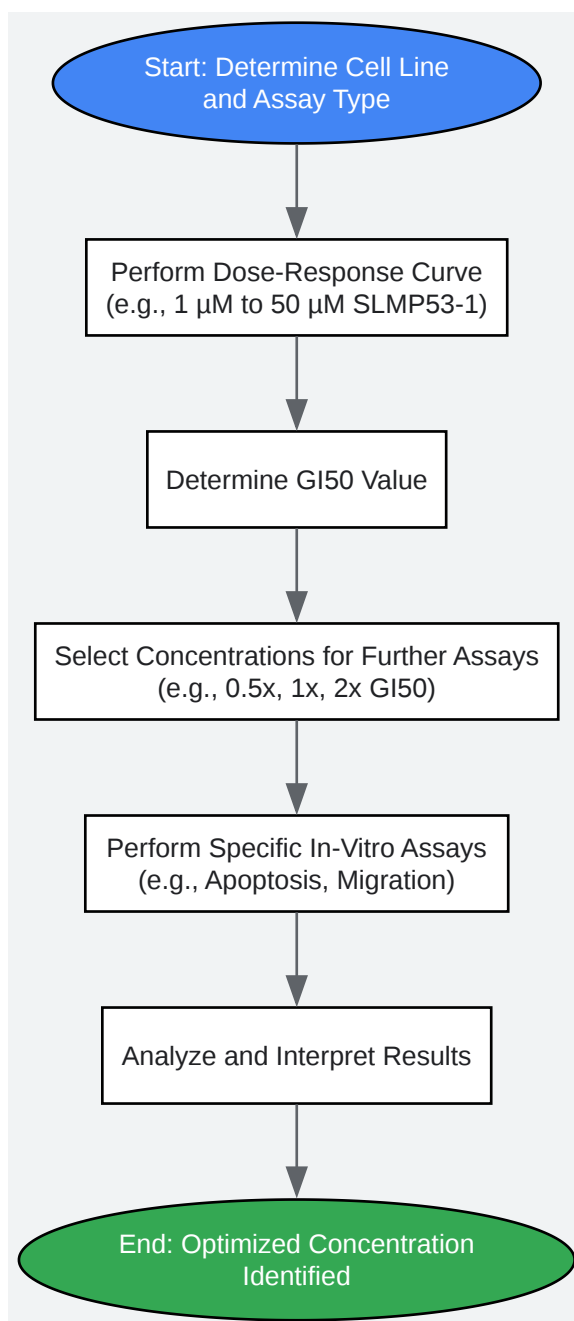 Start: Determine Cell Line
and Assay Type
Perform Dose-Response Curve
(e.g., 1 µM to 50 µM SLMP53-1)
Determine GI50 Value
Select Concentrations for Further Assays
(e.g., 0.5x, 1x, 2x GI50)
Perform Specific In-Vitro Assays
(e.g., Apoptosis, Migration)
Analyze and Interpret Results
End: Optimized Concentration
Identified